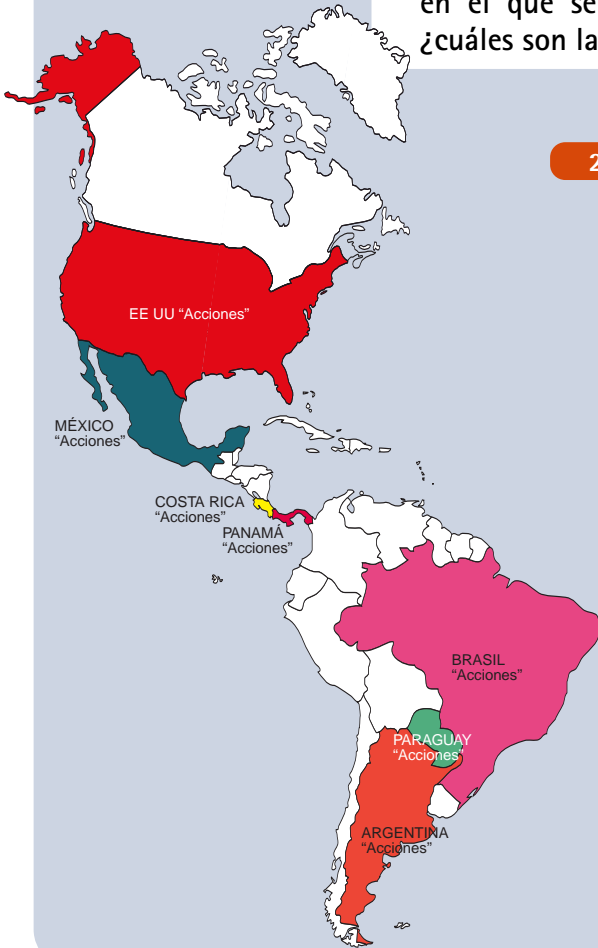 en el que se
¿cuáles son la
2
EE UU “Acciones”
MÉXICO
“Acciones”
COSTA RICA
“Acciones”
PANAMÁ
“Acciones”
BRASIL
“Acciones”
PARAGUAY
“Acciones”
ARGENTINA
“Acciones”